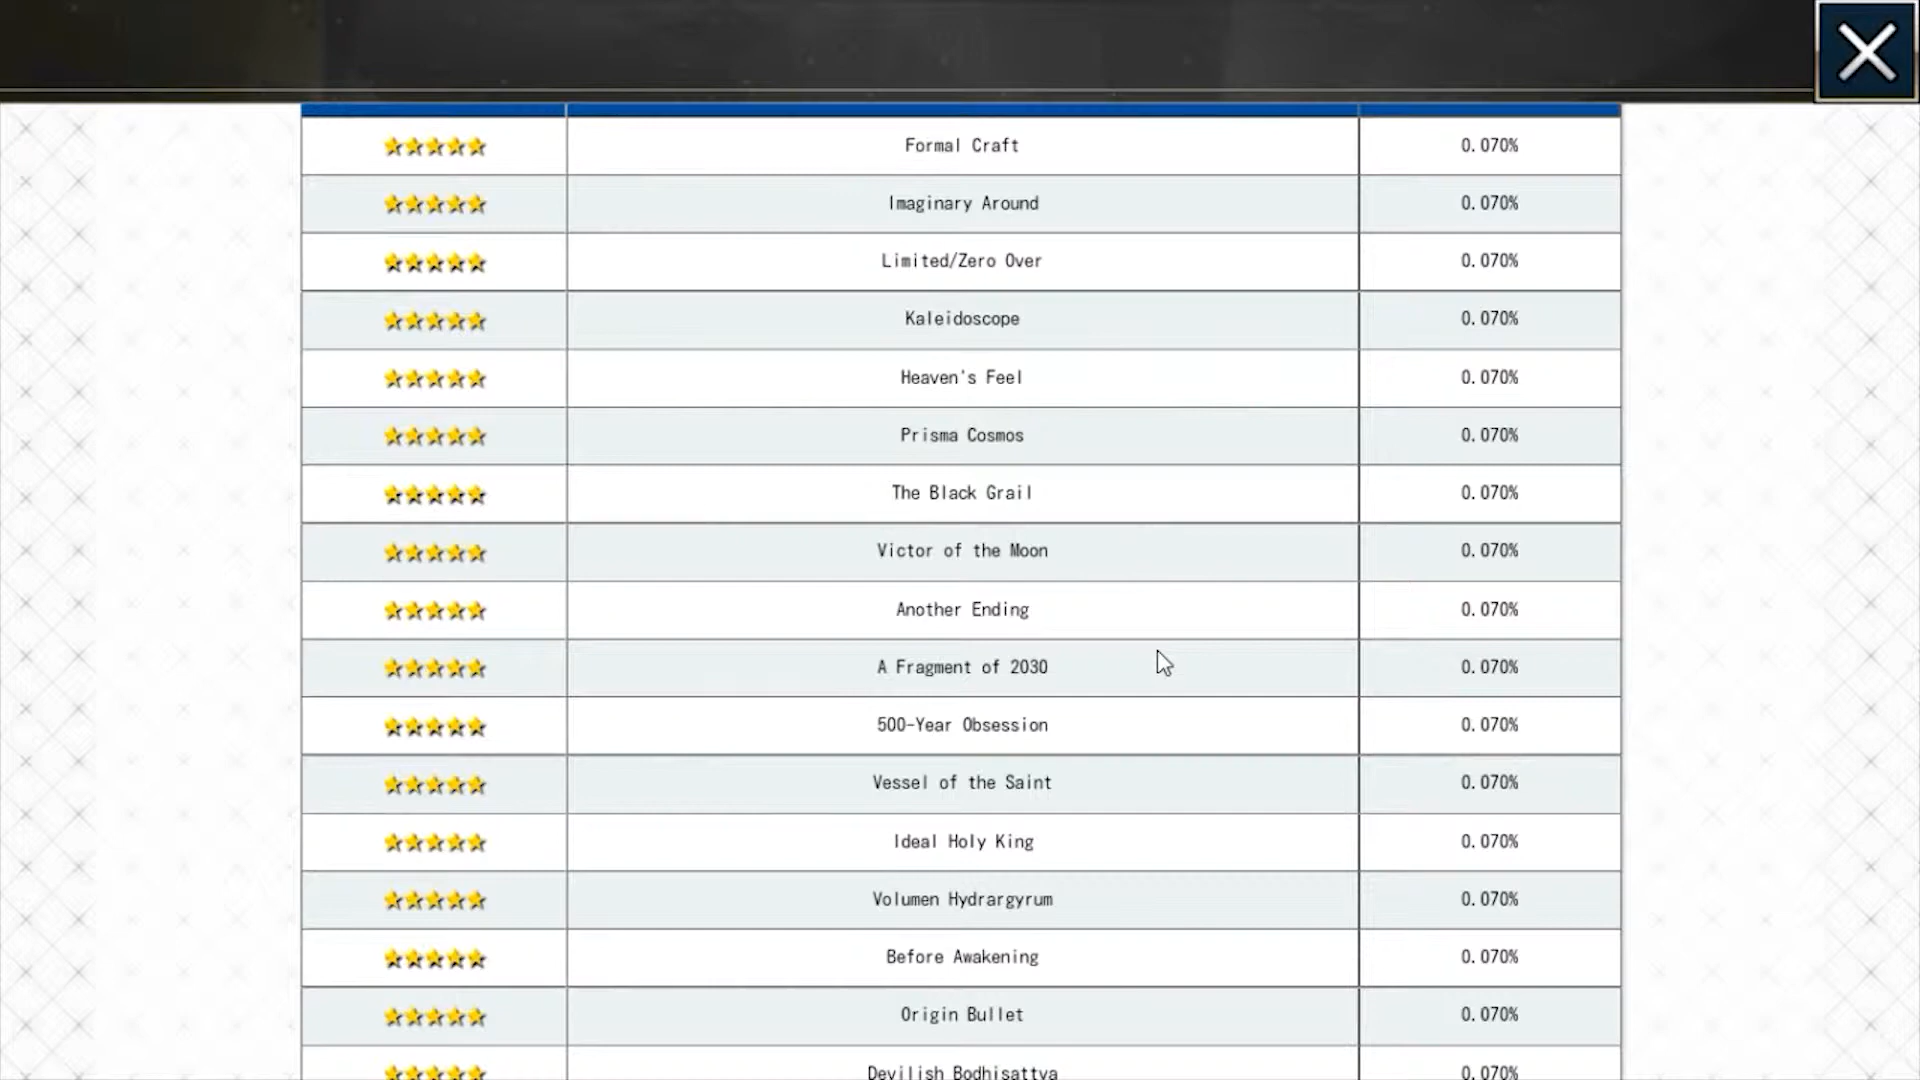 Formal Craft 0.070%
Imaginary Around 0.070%
Limited/Zero Over 0.070%
Kaleidoscope 0.070%
Heaven's Feel 0.070%
Prisma Cosmos 0.070%
The Black Grail 0.070%
Victor of the Moon 0.070%
Another Ending 0.070%
A Fragment of 2030 0.070%
500-Year Obsession 0.070%
Vessel of the Saint 0.070%
Ideal Holy King 0.070%
Volumen Hydrargyrum 0.070%
Before Awakening 0.070%
Origin Bullet 0.070%
Devilish Bodhisattva 0.070%